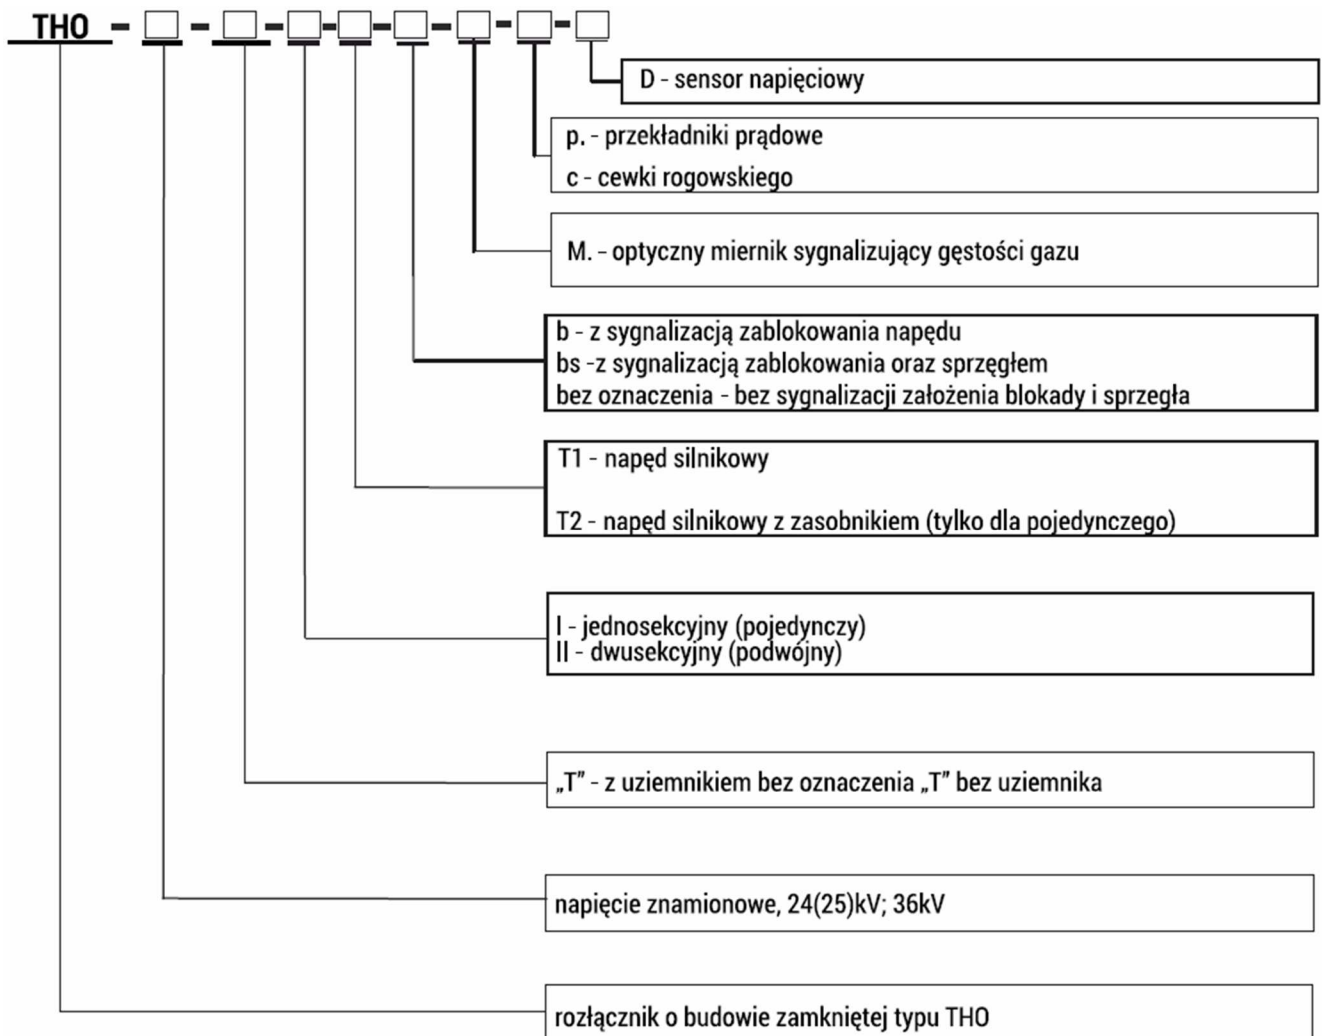 THO - - - - - - - -
D - sensor napięciowy
p. - przekładniki prądowe
c - cewki rogowskiego
M. - optyczny miernik sygnalizujący gęstości gazu
b - z sygnalizacją zablokowania napędu
bs -z sygnalizacją zablokowania oraz sprzęgłem
bez oznaczenia - bez sygnalizacji założenia blokady i sprzegła
T1 - napęd silnikowy
T2 - napęd silnikowy z zasobnikiem (tylko dla pojedynczego)
I - jednosekcyjny (pojedynczy)
II - dwusekcyjny (podwójny)
„T” - z uziemnikiem bez oznaczenia „T” bez uziemnika
napięcie znamionowe, 24(25)kV; 36kV
rozłącznik o budowie zamkniętej typu THO